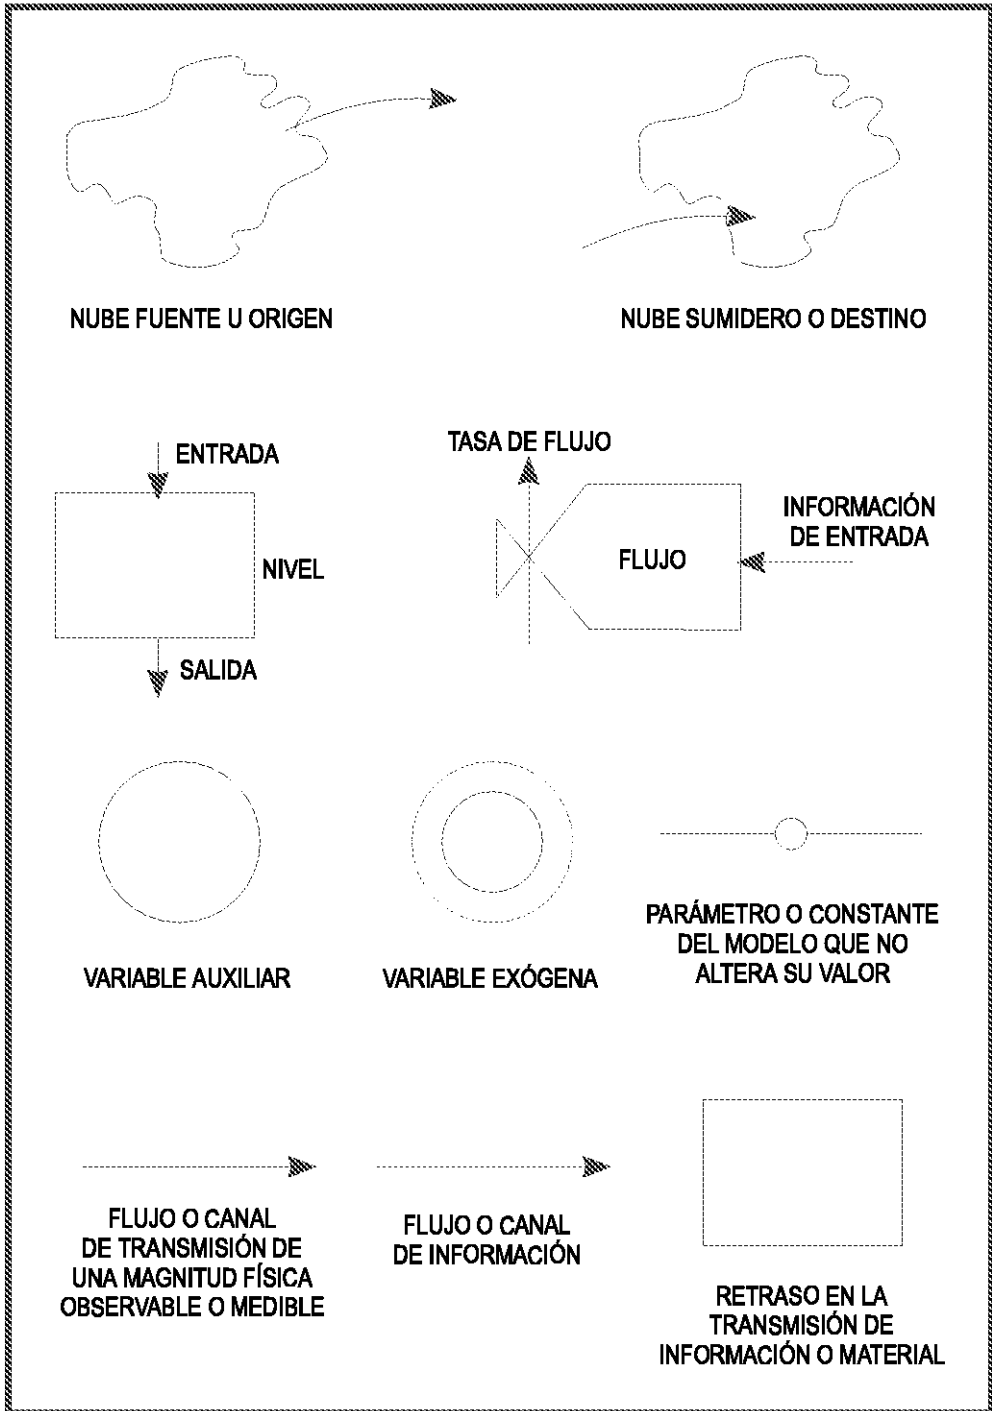 NUBE FUENTE U ORIGEN
NUBE SUMIDERO O DESTINO
ENTRADA
NIVEL
SALIDA
TASA DE FLUJO
FLUJO
INFORMACIÓN
DE ENTRADA
VARIABLE AUXILIAR
VARIABLE EXÓGENA
PARÁMETRO O CONSTANTE
DEL MODELO QUE NO
ALTERA SU VALOR
FLUJO O CANAL
DE TRANSMISIÓN DE
UNA MAGNITUD FÍSICA
OBSERVABLE O MEDIBLE
FLUJO O CANAL
DE INFORMACIÓN
RETRASO EN LA
TRANSMISIÓN DE
INFORMACIÓN O MATERIAL